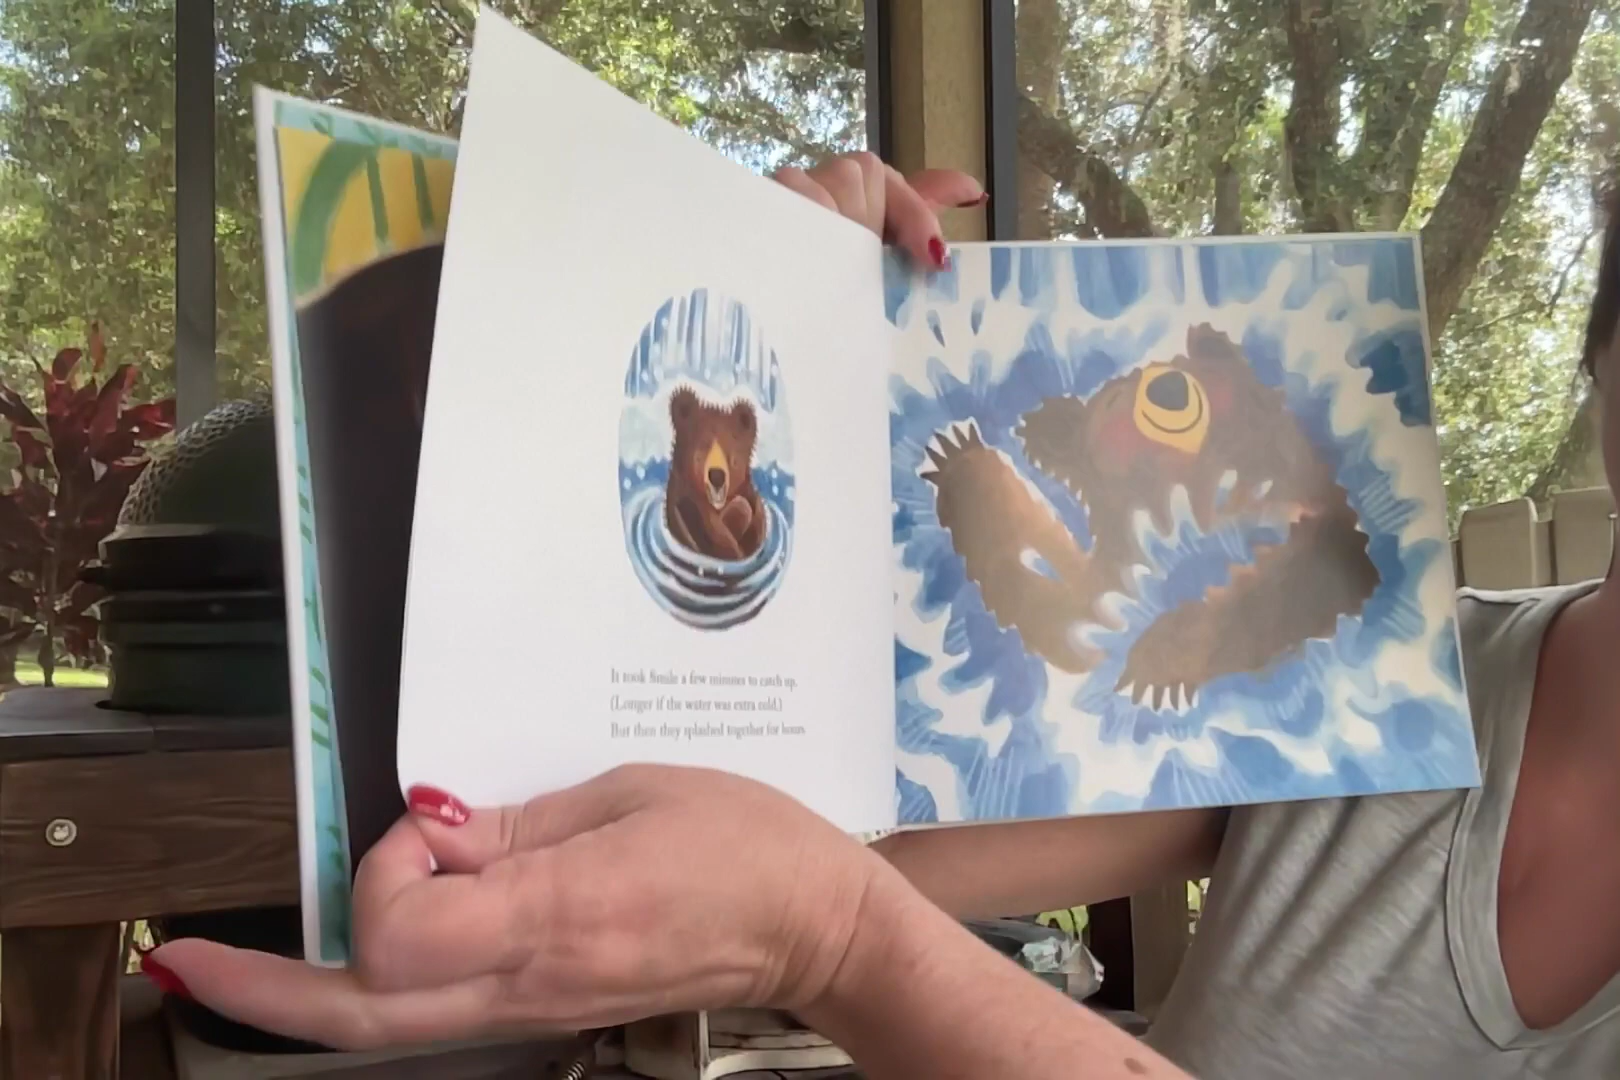 It took Smile a few minutes to catch up.
(Longer if the water was extra cold.)
But then they splashed together for hours.